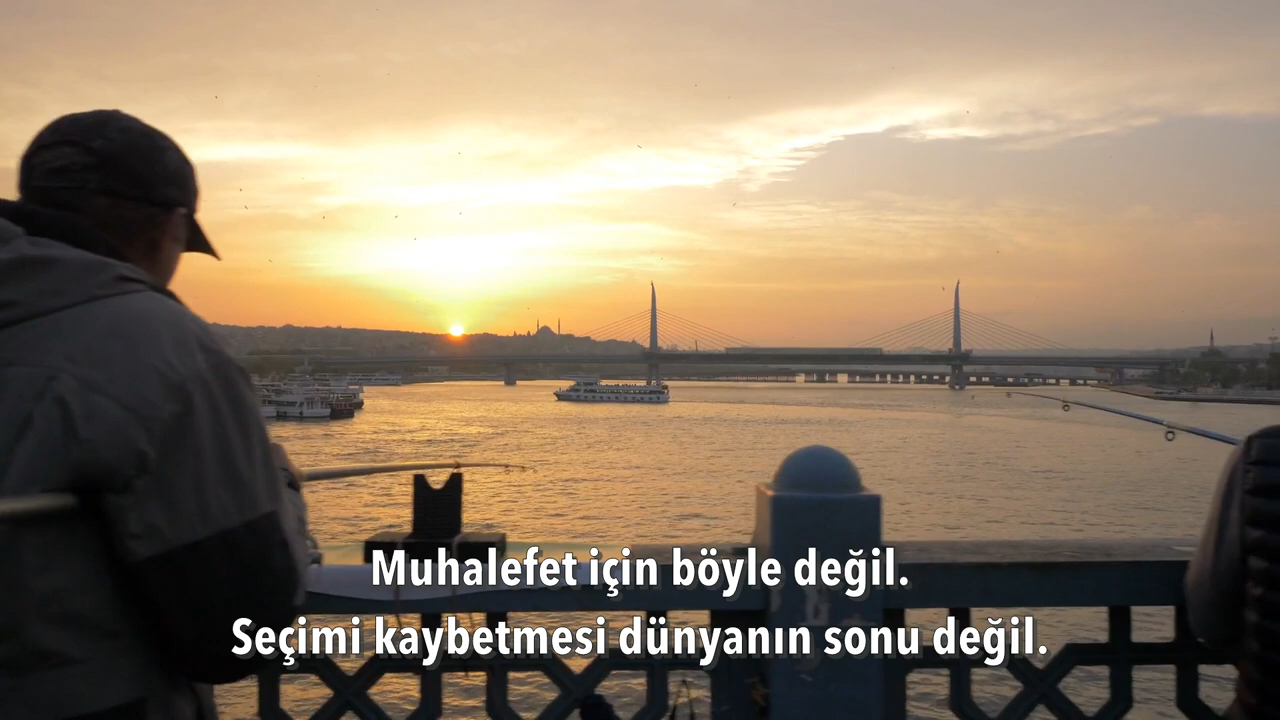 Muhalefet için böyle değil.
Seçimi kaybetmesi dünyanın sonu değil.